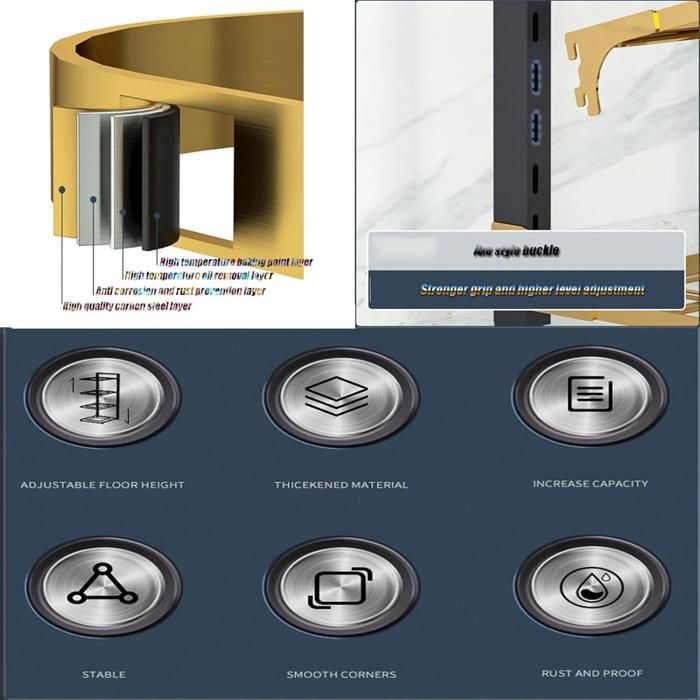 High temperature baking paint layer
High temperature oil removal layer
Anti corrosion and rust prevention layer
High quality carbon steel layer
Arc style buckle
Stronger grip and higher level adjustment
ADJUSTABLE FLOOR HEIGHT
THICEKENED MATERIAL
INCREASE CAPACITY
STABLE
SMOOTH CORNERS
RUST AND PROOF